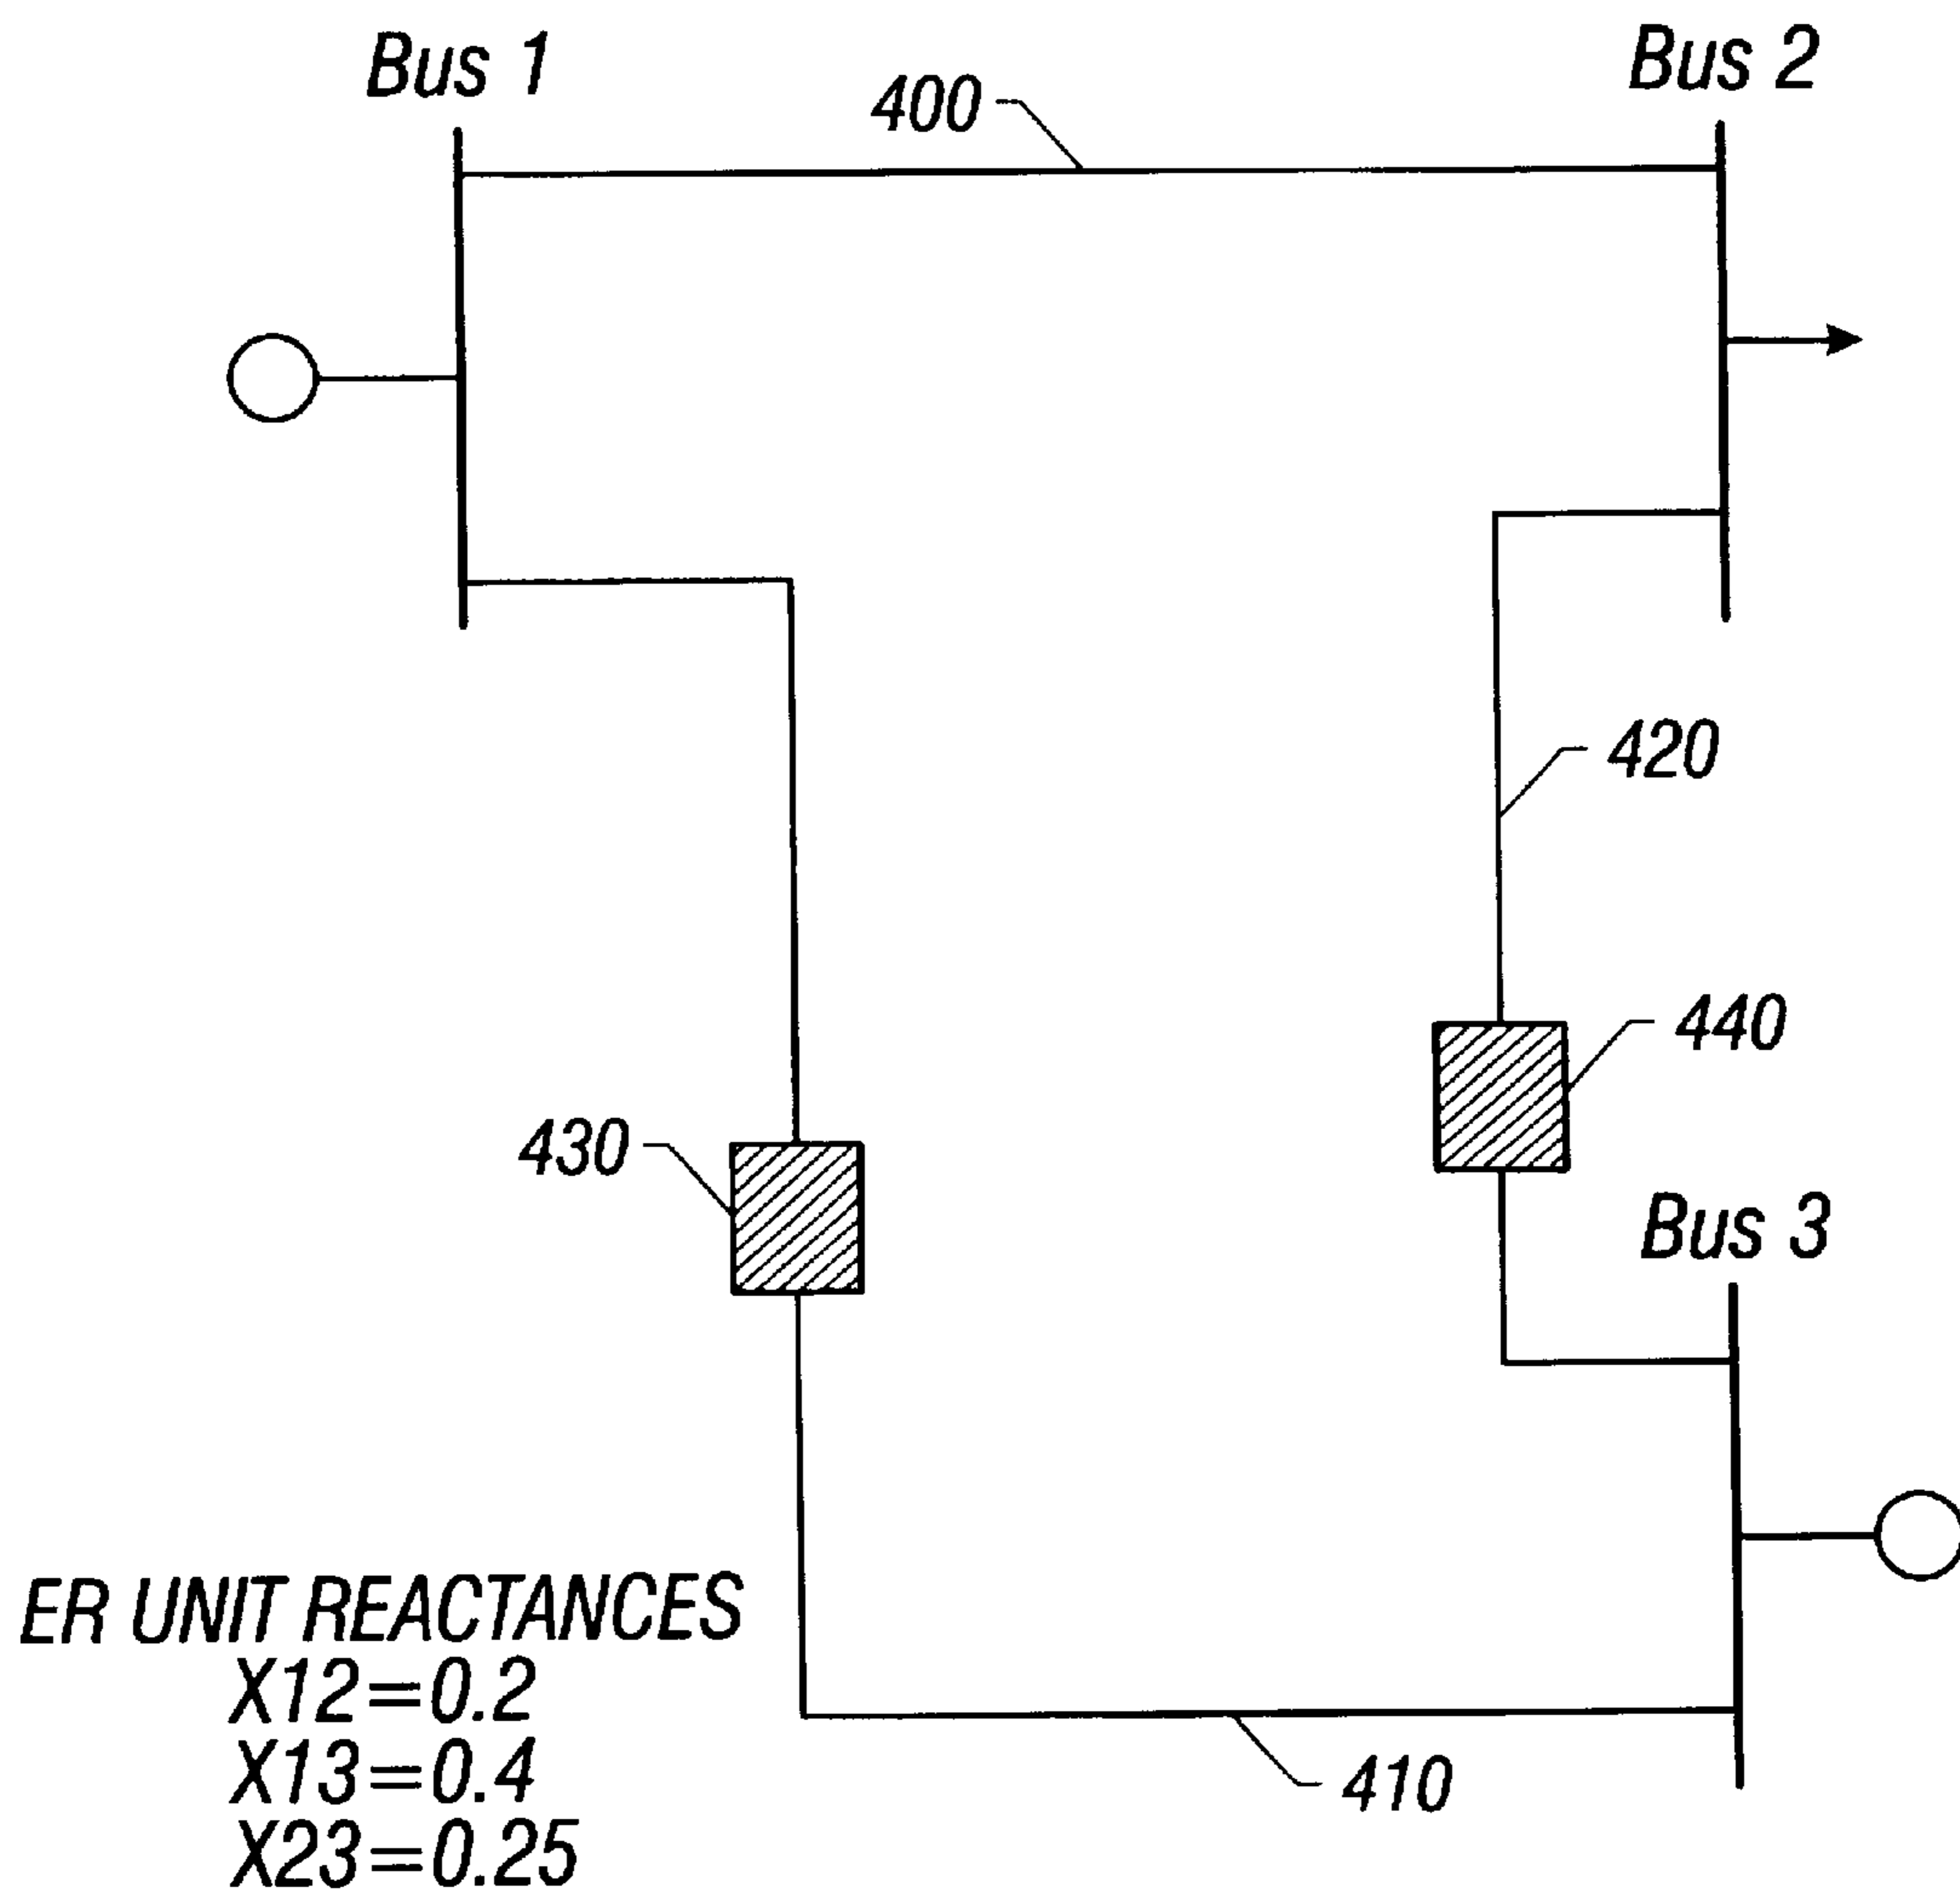 Bus 1
Bus 2
400
420
440
430
Bus 3
ER UNIT REACTANCES
X12=0.2
X13=0.4
X23=0.25
410